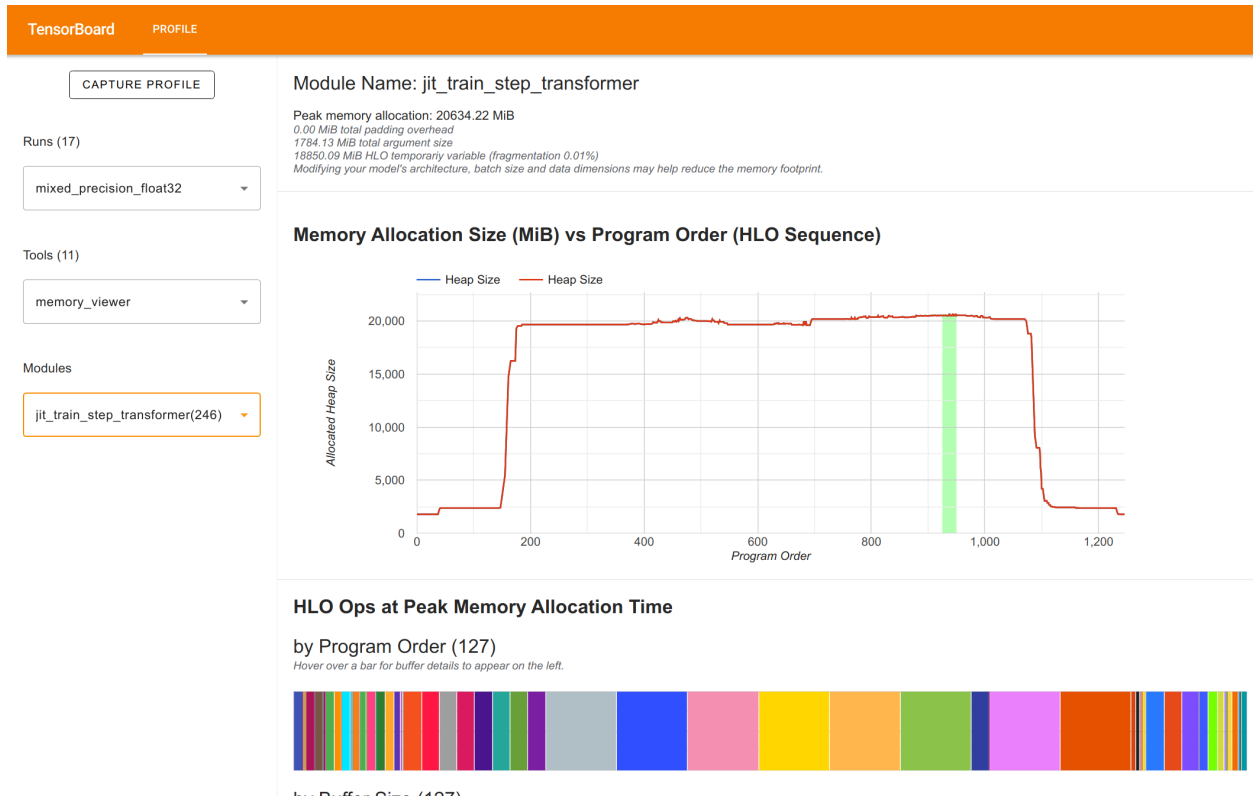 TensorBoard PROFILE
CAPTURE PROFILE
Runs (17)
mixed_precision_float32
Tools (11)
memory_viewer
Modules
jit_train_step_transformer(246)
Module Name: jit_train_step_transformer
Peak memory allocation: 20634.22 MiB
0.00 MiB total padding overhead
1784.13 MiB total argument size
18850.09 MiB HLO temporariy variable (fragmentation 0.01%)
Modifying your model's architecture, batch size and data dimensions may help reduce the memory footprint.
Memory Allocation Size (MiB) vs Program Order (HLO Sequence)
Heap Size Heap Size
Allocated Heap Size
20,000
15,000
10,000
5,000
0
0 200 400 600 800 1,000 1,200
Program Order
HLO Ops at Peak Memory Allocation Time
by Program Order (127)
Hover over a bar for buffer details to appear on the left.
by Buffer Size (127)